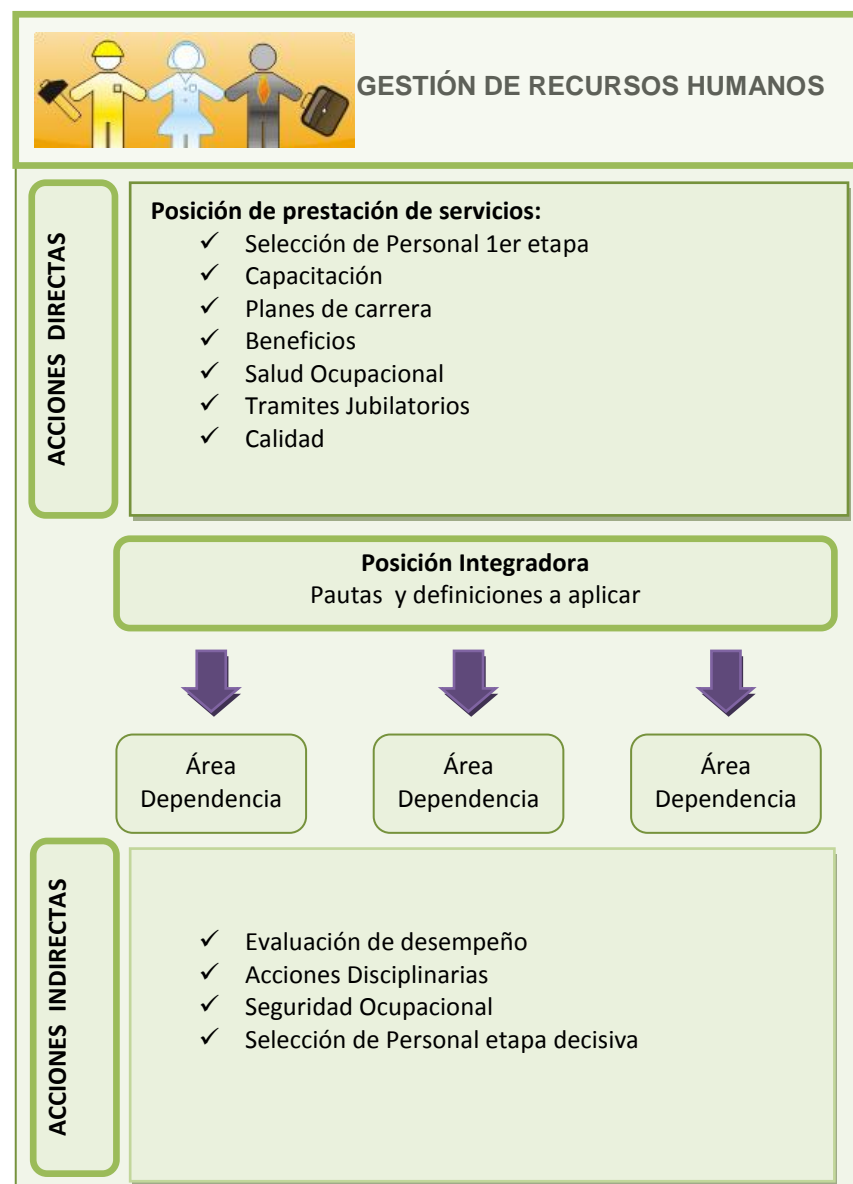 GESTIÓN DE RECURSOS HUMANOS
ACCIONES DIRECTAS
Posición de prestación de servicios:
✓ Selección de Personal 1er etapa
✓ Capacitación
✓ Planes de carrera
✓ Beneficios
✓ Salud Ocupacional
✓ Tramites Jubilatorios
✓ Calidad
Posición Integradora
Pautas y definiciones a aplicar
Área
Dependencia
Área
Dependencia
Área
Dependencia
ACCIONES INDIRECTAS
✓ Evaluación de desempeño
✓ Acciones Disciplinarias
✓ Seguridad Ocupacional
✓ Selección de Personal etapa decisiva